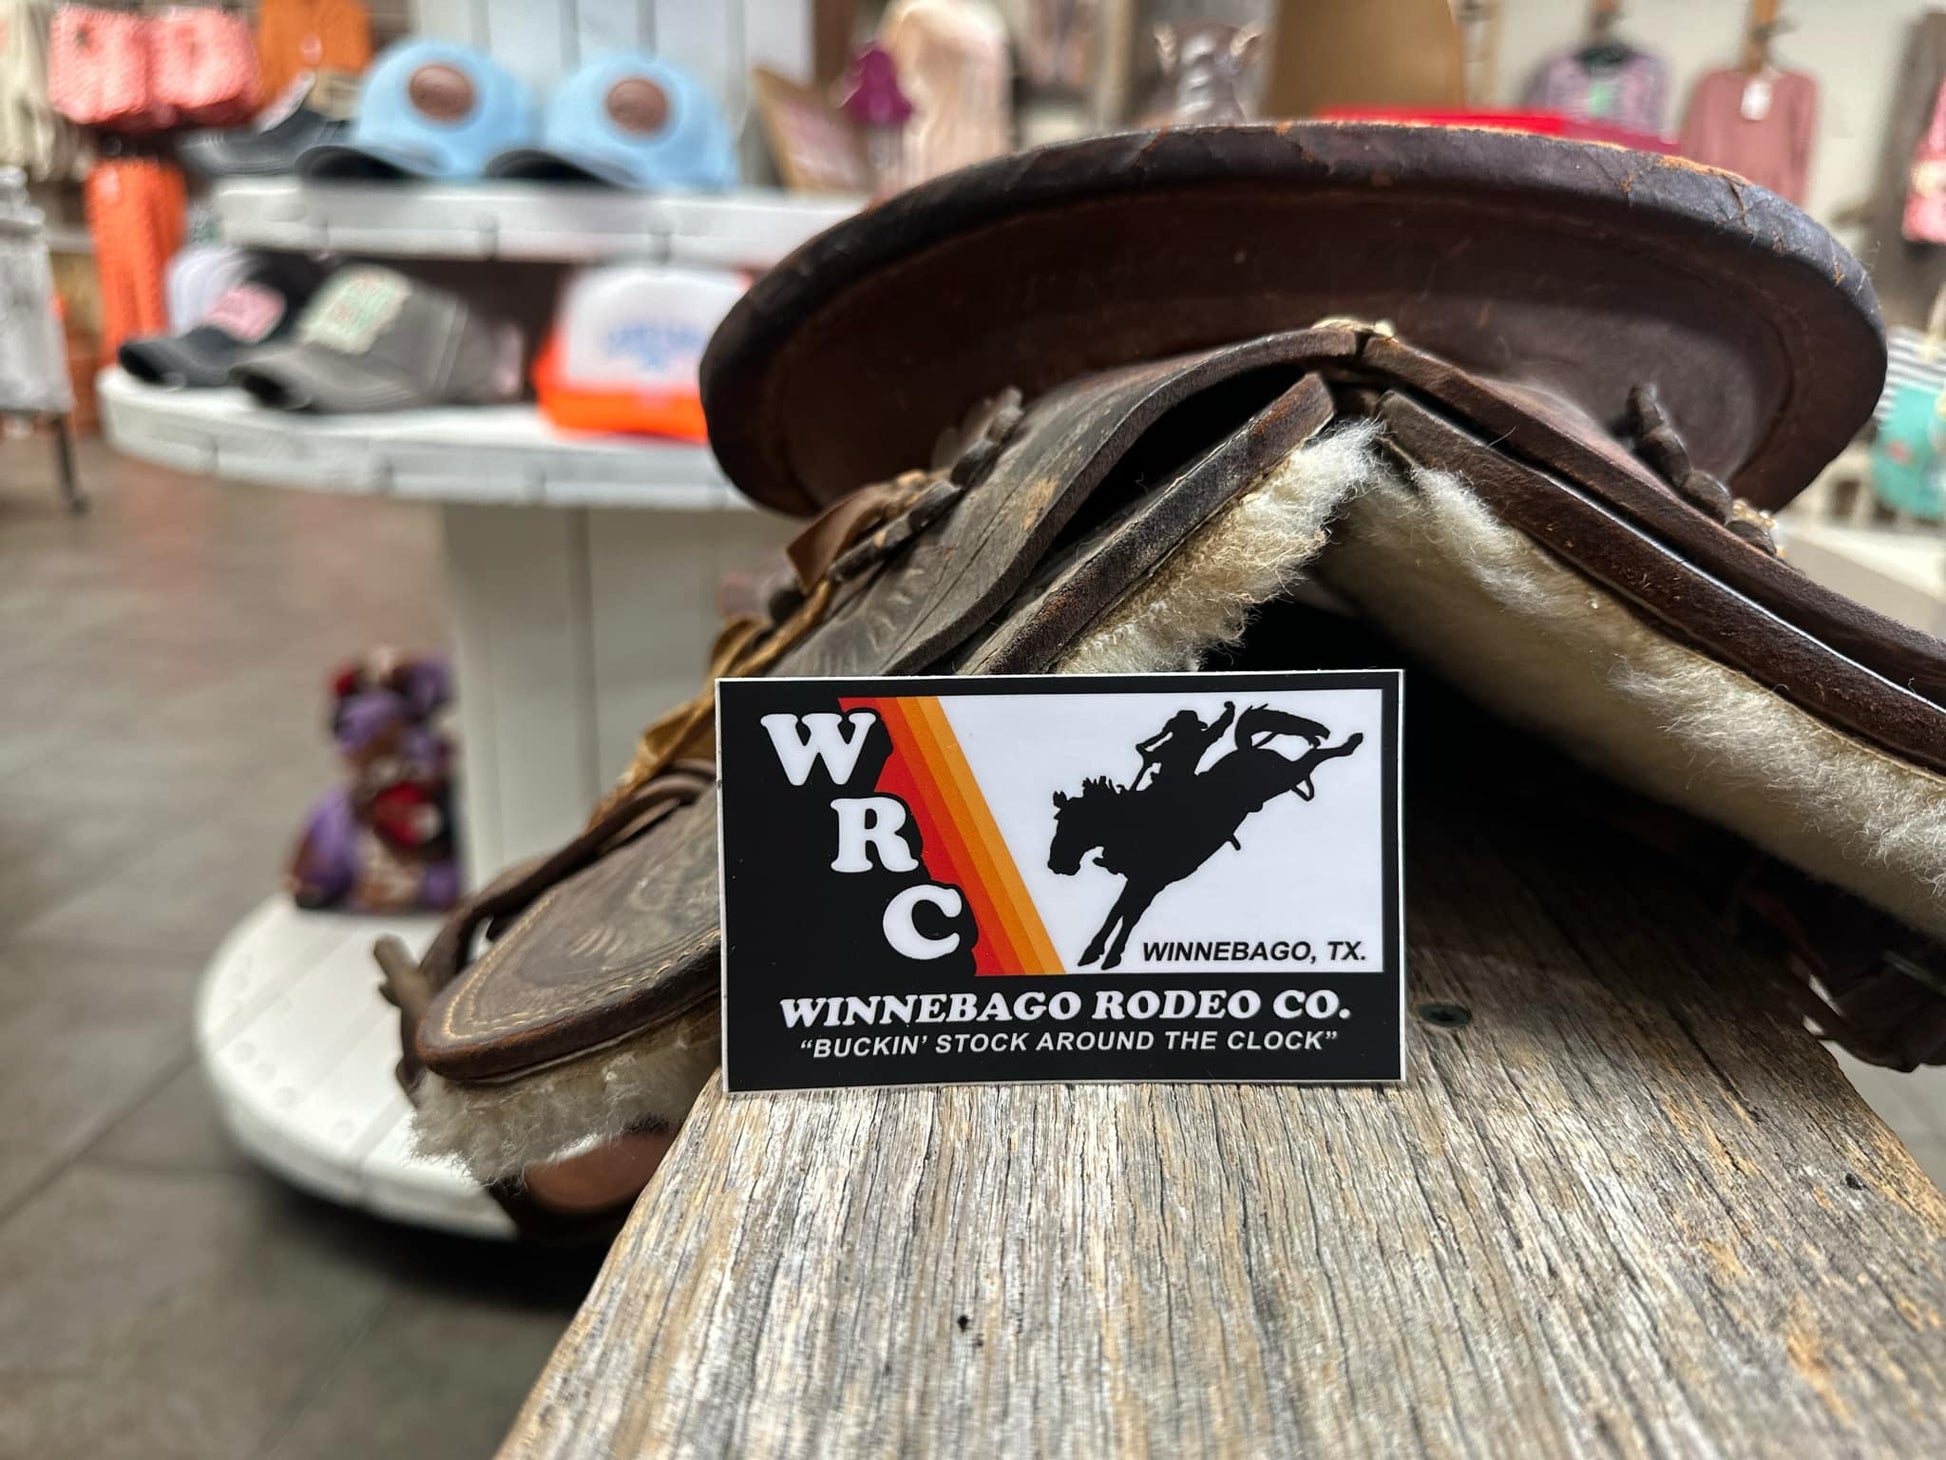 W
R
C
WINNEBAGO, TX.
WINNEBAGO RODEO CO.
“BUCKIN’ STOCK AROUND THE CLOCK”